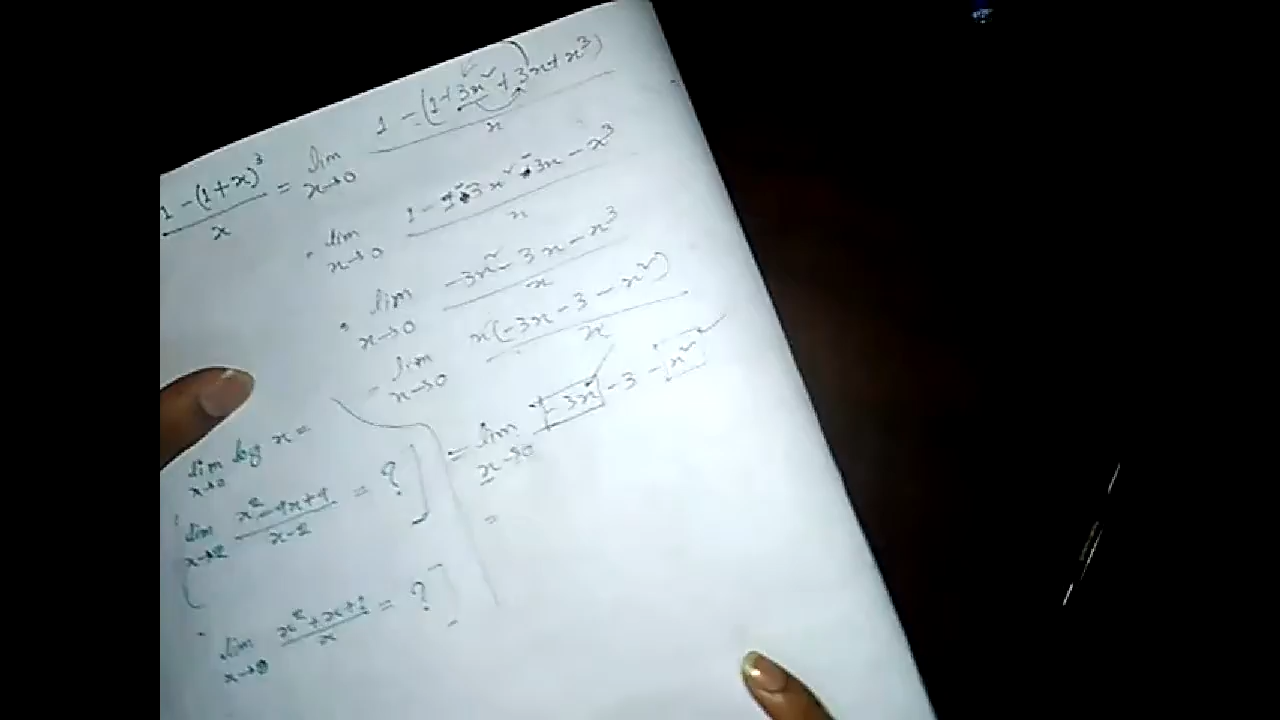 1 - (1+x)³ / x = lim x→0 1 - (1+3x²+3x+x³) / x
lim x→0 1 - 1 - 3x² - 3x - x³ / x
lim x→0 -3x² - 3x - x³ / x
= lim x→0 x(-3x - 3 - x²) / x
= lim x→0 -3x - 3 - x²
=
lim x→0 log x =
lim x→2 x² - 4x + 4 / x - 2 = ?
lim x→0 x² + x + 1 / x = ?